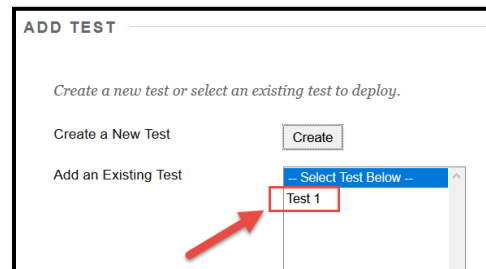 ADD TEST
Create a new test or select an existing test to deploy.
Create a New Test
Create
Add an Existing Test
-- Select Test Below --
Test 1